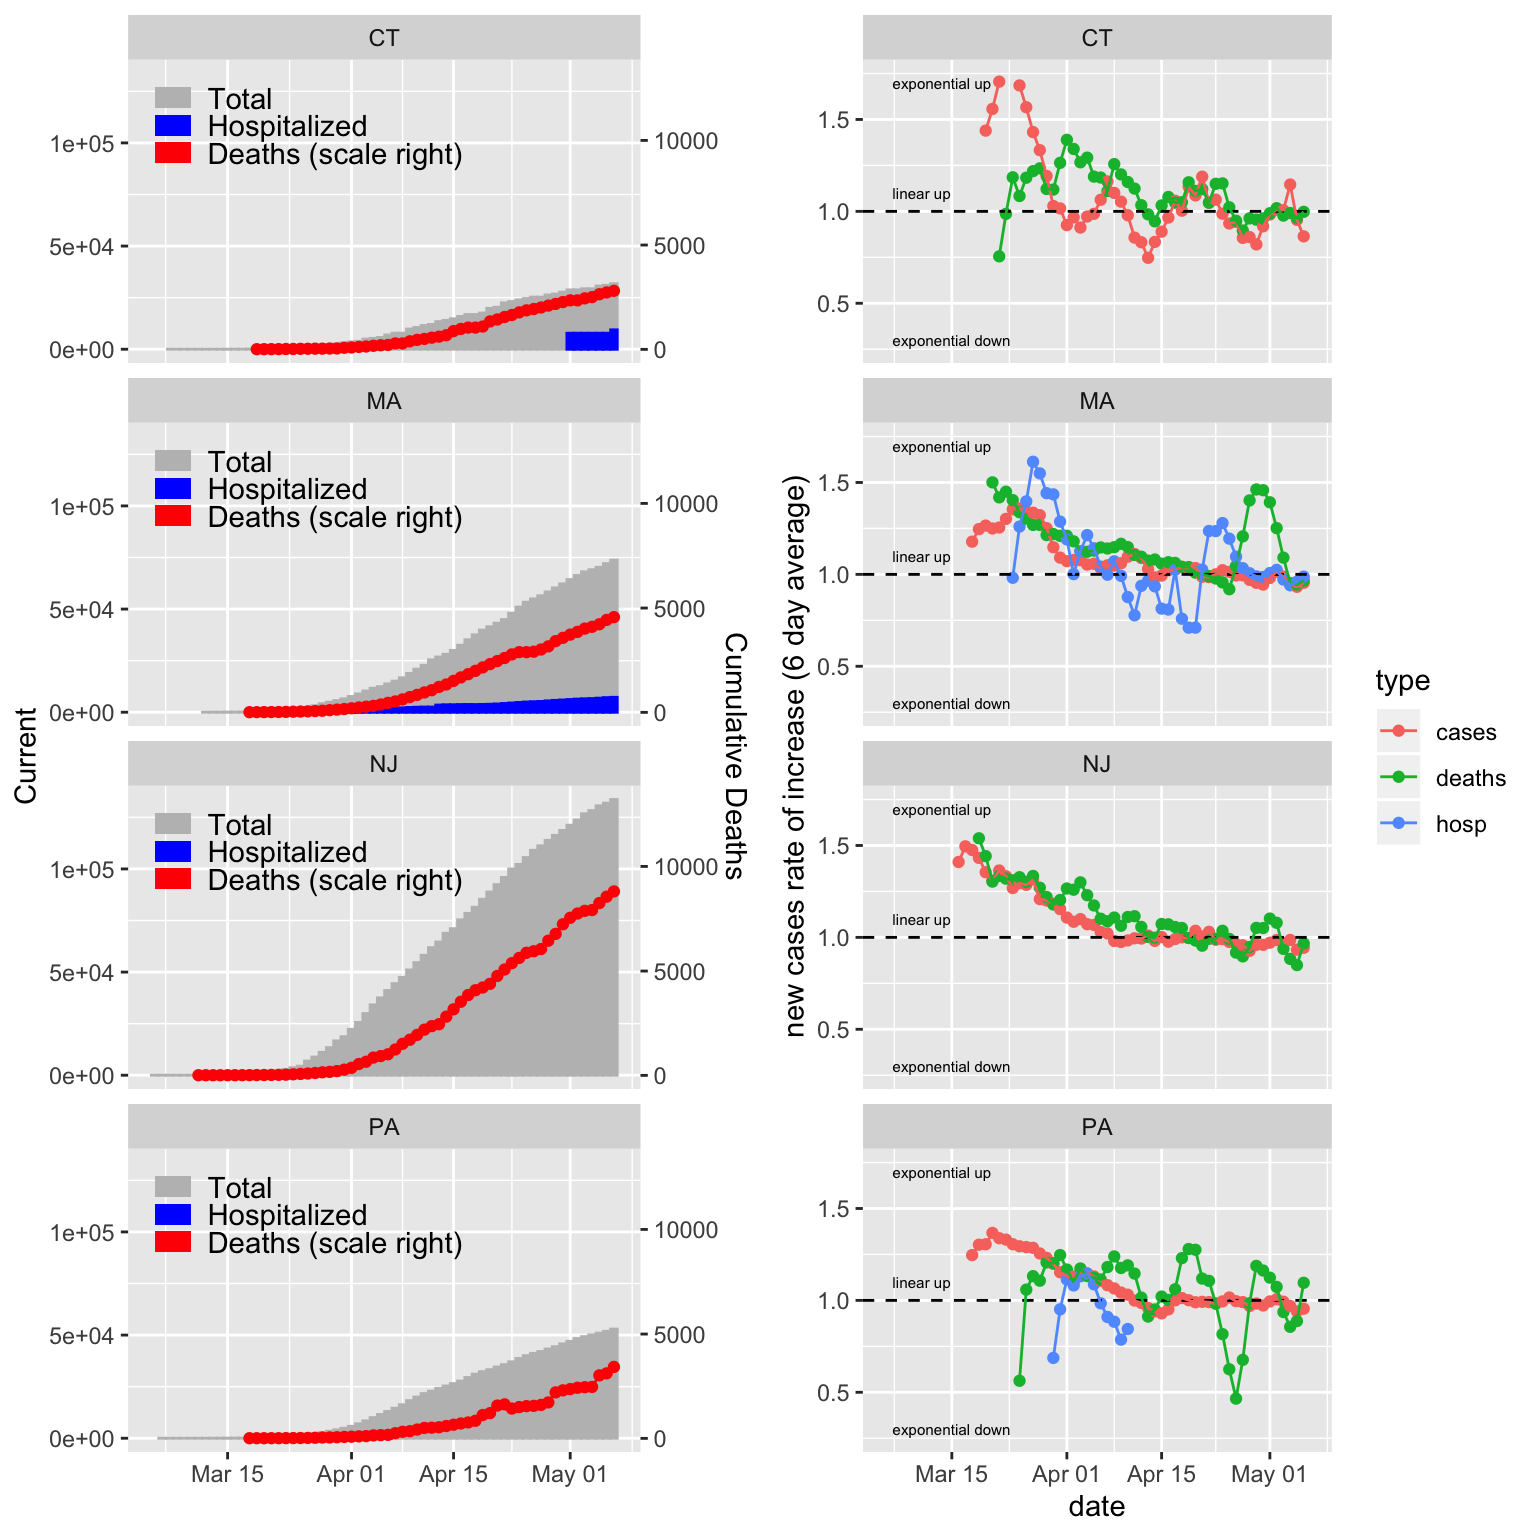 CT
Total
Hospitalized
Deaths (scale right)
1e+05
5e+04
0e+00
10000
5000
0
MA
Total
Hospitalized
Deaths (scale right)
1e+05
5e+04
0e+00
10000
5000
0
NJ
Total
Hospitalized
Deaths (scale right)
1e+05
5e+04
0e+00
10000
5000
0
PA
Total
Hospitalized
Deaths (scale right)
1e+05
5e+04
0e+00
10000
5000
0
Mar 15 Apr 01 Apr 15 May 01
Current
Cumulative Deaths
CT
exponential up
linear up
exponential down
1.5
1.0
0.5
MA
exponential up
linear up
exponential down
1.5
1.0
0.5
NJ
exponential up
linear up
exponential down
1.5
1.0
0.5
PA
exponential up
linear up
exponential down
1.5
1.0
0.5
Mar 15 Apr 01 Apr 15 May 01
date
new cases rate of increase (6 day average)
type
cases
deaths
hosp